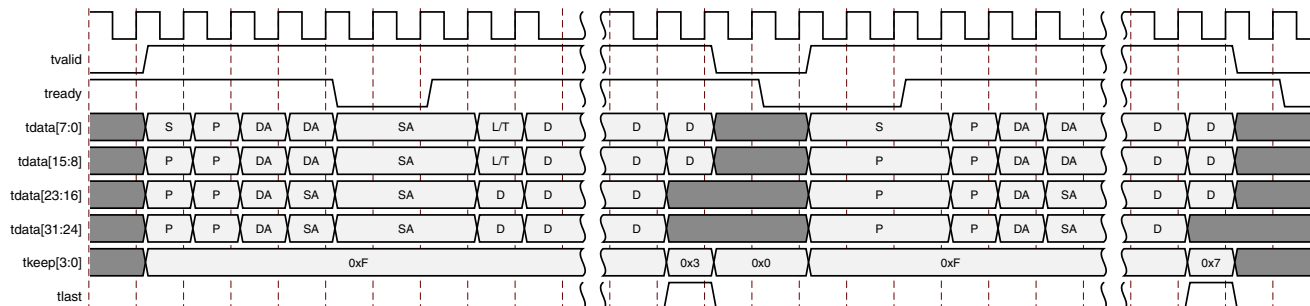 tvalid
tready
tdata[7:0] S P DA DA SA L/T D D D S P DA DA D D
tdata[15:8] P P DA DA SA L/T D D D P P DA DA D D
tdata[23:16] P P DA SA SA D D D P P DA SA D D
tdata[31:24] P P DA SA SA D D D P P DA SA D
tkeep[3:0] 0xF 0x3 0x0 0xF 0x7
tlast